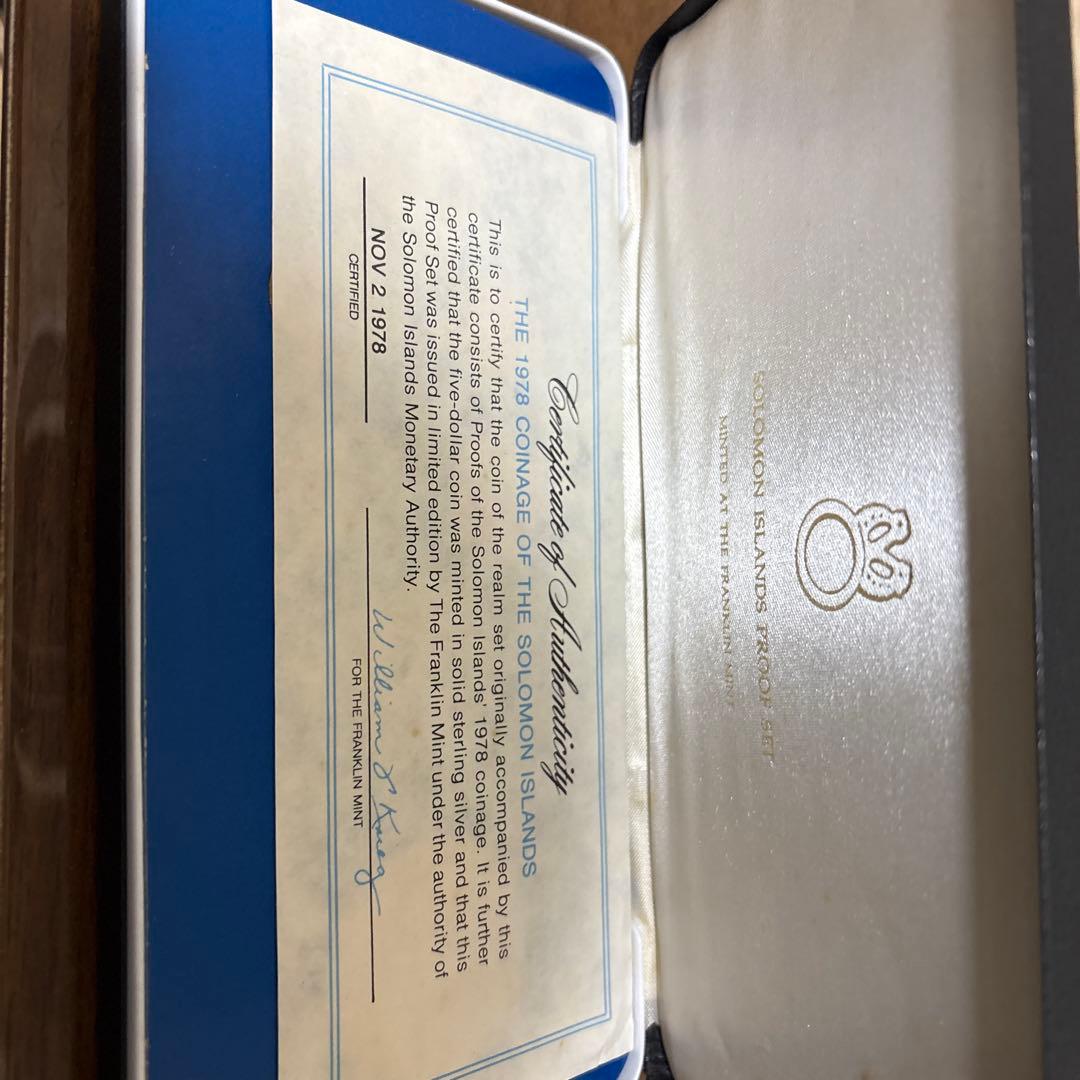 SOLOMON ISLANDS PROOF SET
MINTED AT THE FRANKLIN MINT
Certificate of Authenticity
THE 1978 COINAGE OF THE SOLOMON ISLANDS
This is to certify that the coin of the realm set originally accompanied by this
certificate consists of Proofs of the Solomon Islands' 1978 coinage. It is further
certified that the five-dollar coin was minted in solid sterling silver and that this
Proof Set was issued in limited edition by The Franklin Mint under the authority of
the Solomon Islands Monetary Authority.
NOV 2 1978
CERTIFIED
William J Krieg
FOR THE FRANKLIN MINT